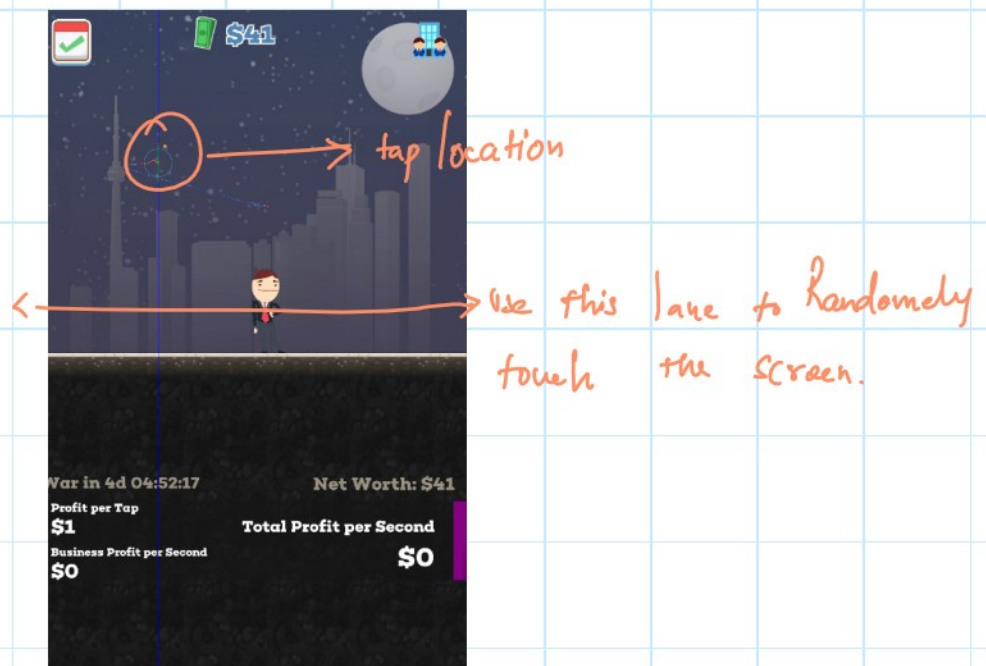 $41
tap location
use this lane to Randomely
touch the screen.
War in 4d 04:52:17
Net Worth: $41
Profit per Tap
$1
Total Profit per Second
$0
Business Profit per Second
$0